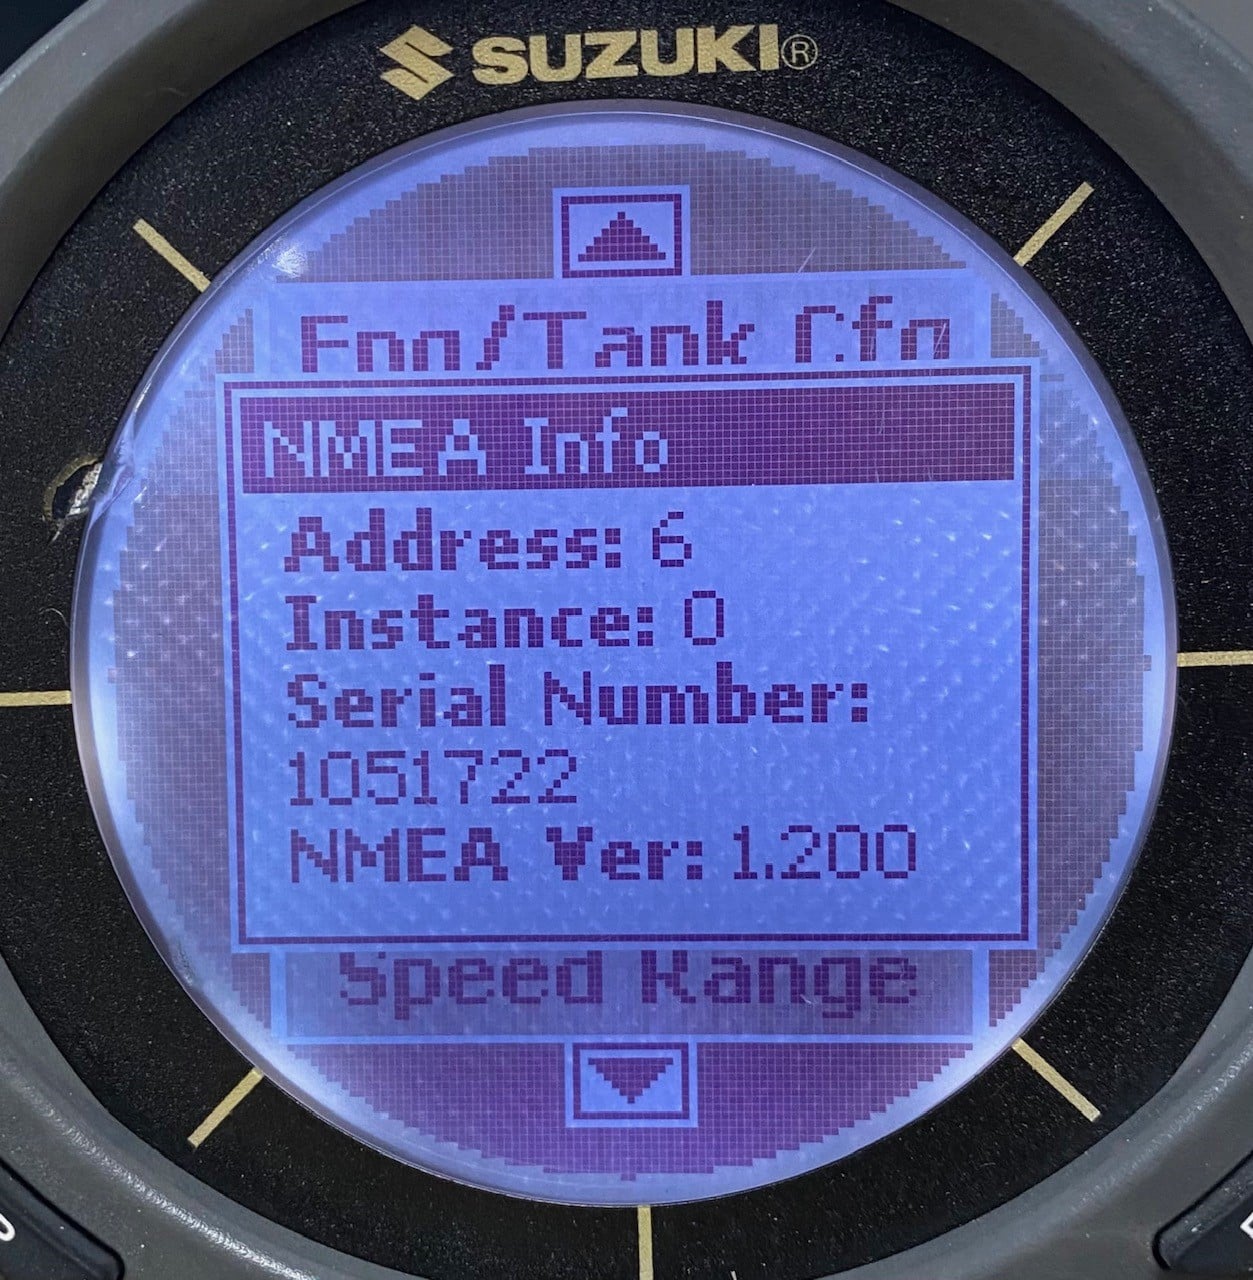 SUZUKI®
Eng/Tank Cfg
NMEA Info
Address: 6
Instance: 0
Serial Number:
1051722
NMEA Ver: 1.200
Speed Range